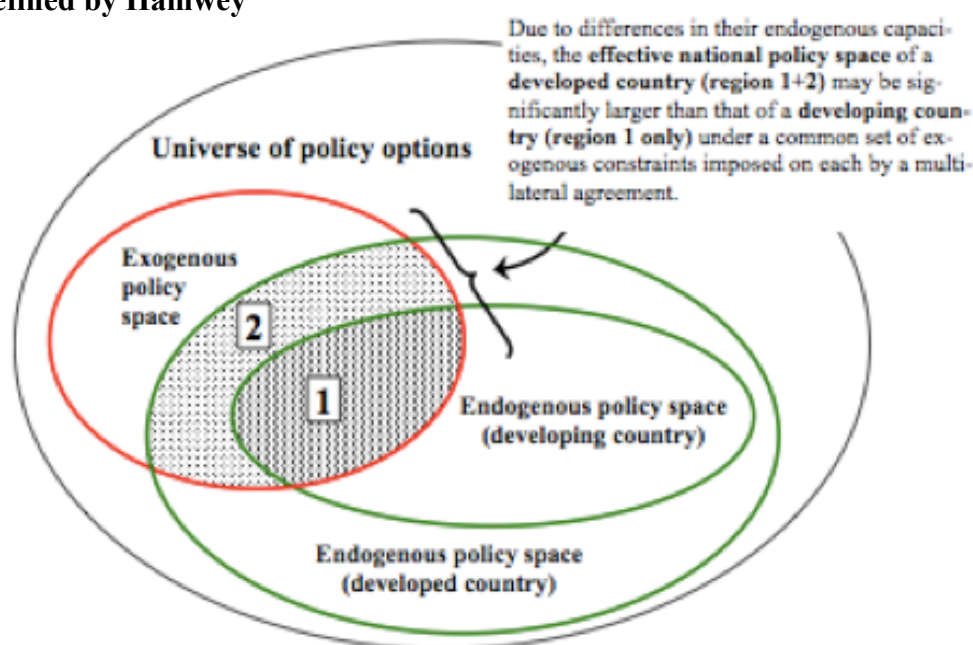 efined by Hamwey
Due to differences in their endogenous capaci-
ties, the effective national policy space of a
developed country (region 1+2) may be sig-
nificantly larger than that of a developing coun-
try (region 1 only) under a common set of ex-
ogenous constraints imposed on each by a multi-
lateral agreement.
Universe of policy options
Exogenous
policy
space
2
1
Endogenous policy space
(developing country)
Endogenous policy space
(developed country)